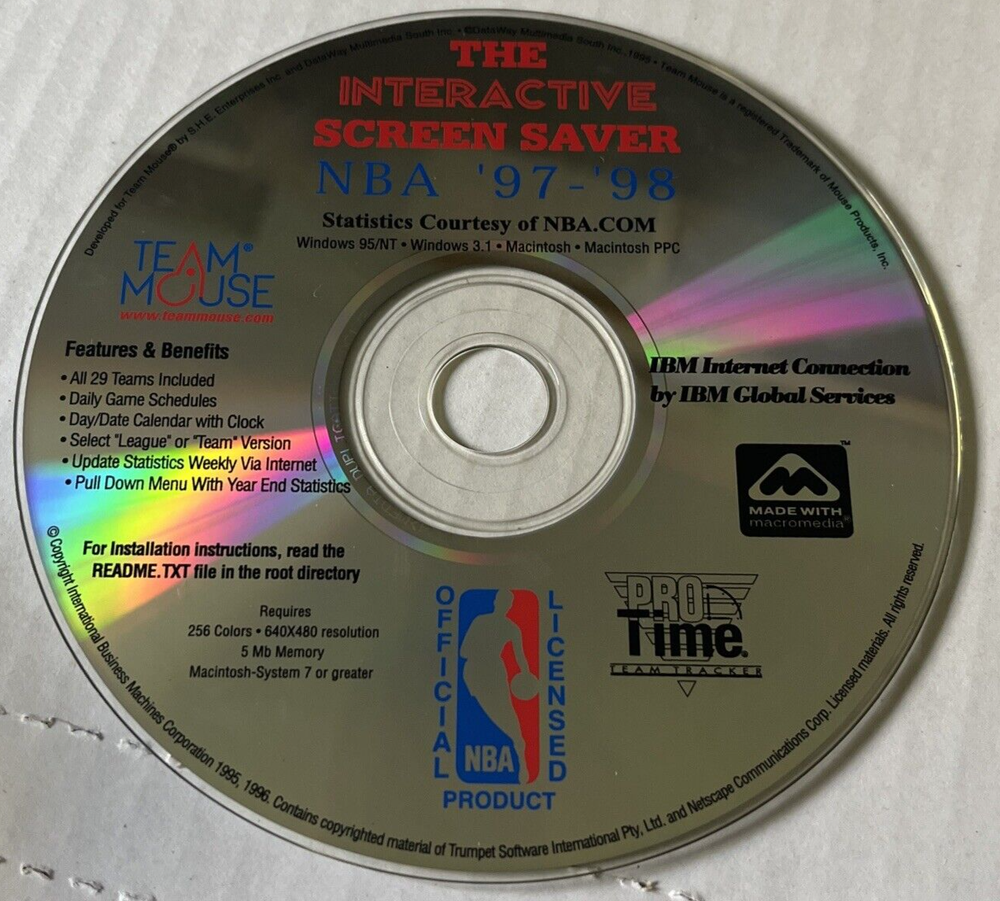 Developed for Team Mouse® by S.H.E. Enterprises Inc. and DataWay Multimedia South Inc. • ©DataWay Multimedia South Inc., 1995 • Team Mouse is a registered Trademark of Mouse Products, Inc.
THE
INTERACTIVE
SCREEN SAVER
NBA '97-'98
Statistics Courtesy of NBA.COM
Windows 95/NT • Windows 3.1 • Macintosh • Macintosh PPC
TEAM®
MOUSE
www.teammouse.com
Features & Benefits
• All 29 Teams Included
• Daily Game Schedules
• Day/Date Calendar with Clock
• Select "League" or "Team" Version
• Update Statistics Weekly Via Internet
• Pull Down Menu With Year End Statistics
IBM Internet Connection
by IBM Global Services
™
MADE WITH
macromedia®
For Installation instructions, read the
README.TXT file in the root directory
Requires
256 Colors • 640X480 resolution
5 Mb Memory
Macintosh-System 7 or greater
OFFICIAL
LICENSED
NBA
PRODUCT
PRO
Time®
TEAM TRACKER
© Copyright International Business Machines Corporation 1995, 1996. Contains copyrighted material of Trumpet Software International Pty, Ltd. and Netscape Communications Corp. Licensed materials. All rights reserved.